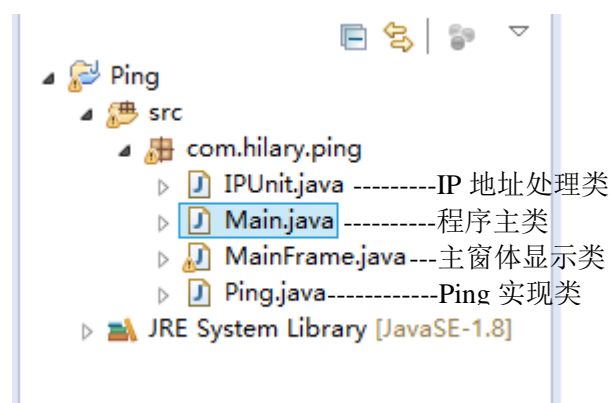 Ping
src
com.hilary.ping
IPUnit.java ---------IP 地址处理类
Main.java ----------程序主类
MainFrame.java---主窗体显示类
Ping.java------------Ping 实现类
JRE System Library [JavaSE-1.8]